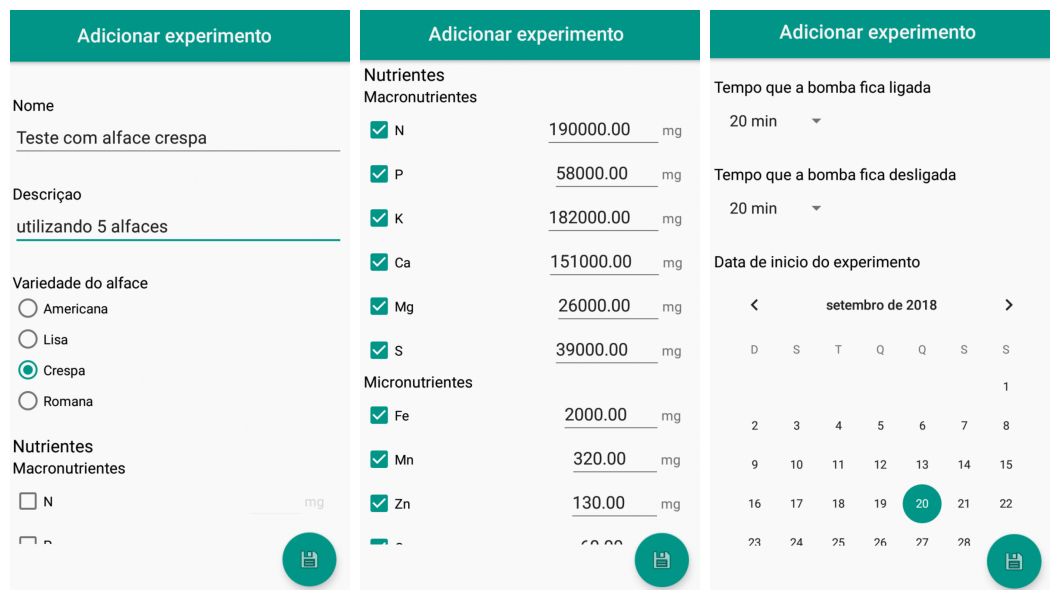 Adicionar experimento
Nome
Teste com alface crespa
Descriçao
utilizando 5 alfaces
Variedade do alface
Americana
Lisa
Crespa
Romana
Nutrientes
Macronutrientes
N mg
Adicionar experimento
Nutrientes
Macronutrientes
N 190000.00 mg
P 58000.00 mg
K 182000.00 mg
Ca 151000.00 mg
Mg 26000.00 mg
S 39000.00 mg
Micronutrientes
Fe 2000.00 mg
Mn 320.00 mg
Zn 130.00 mg
Adicionar experimento
Tempo que a bomba fica ligada
20 min
Tempo que a bomba fica desligada
20 min
Data de inicio do experimento
setembro de 2018
D S T Q Q S S
1
2 3 4 5 6 7 8
9 10 11 12 13 14 15
16 17 18 19 20 21 22
23 24 25 26 27 28